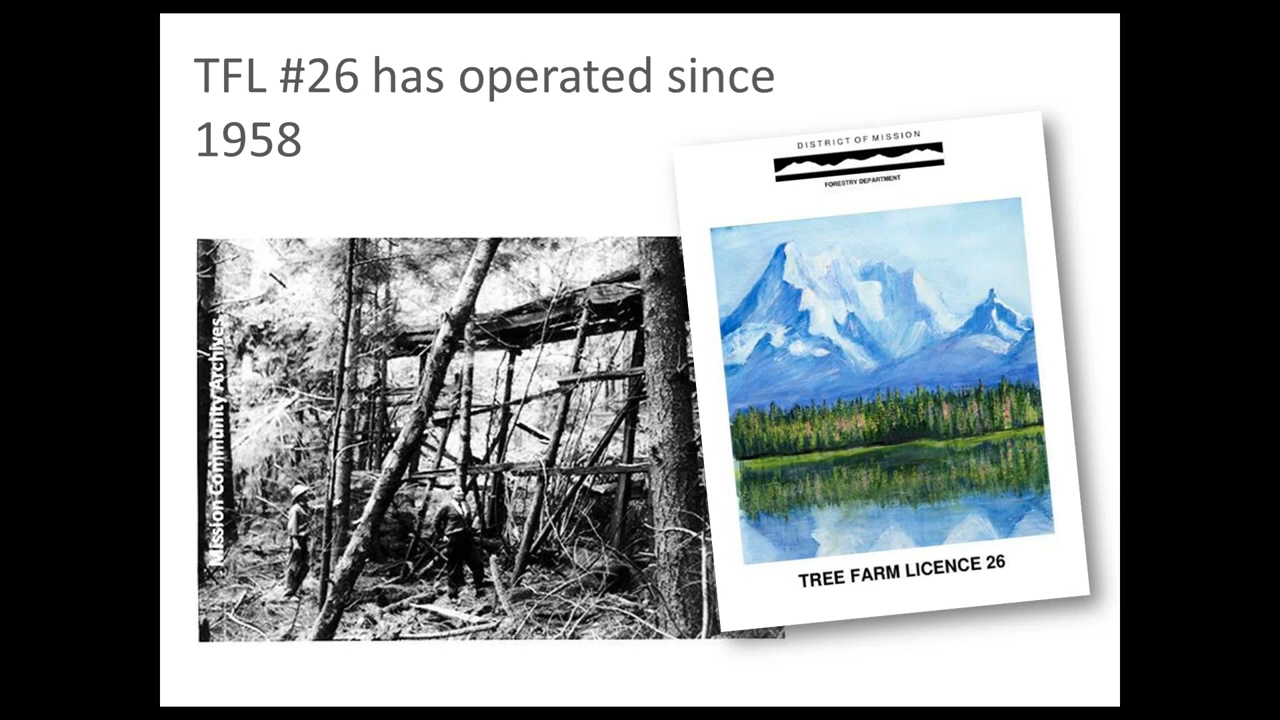 TFL #26 has operated since
1958
DISTRICT OF MISSION
FORESTRY DEPARTMENT
Mission Community Archives
TREE FARM LICENCE 26